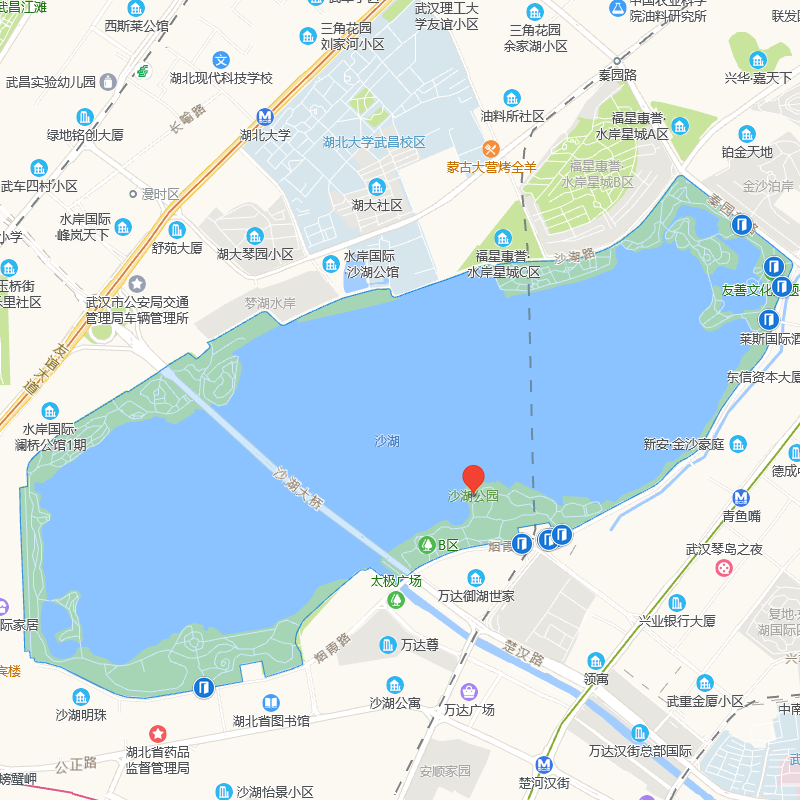 武昌江滩
西斯莱公馆
三角花园
刘家河小区
武汉理工大
学友谊小区
三角花园
余家湖小区
院油料研究所
秦园路
联发
兴华·嘉天下
武昌实验幼儿园
湖北现代科技学校
长输路
绿地铭创大厦
湖北大学
湖北大学武昌校区
油料所社区
福星惠誉·
水岸星城A区
铂金天地
蒙古大营烤全羊
福星惠誉·
水岸星城B区
金沙泊岸
武车四村小区
漫时区
湖大社区
水岸国际
峰岚天下
舒苑大厦
湖大琴园小区
水岸国际
·沙湖公馆
福星惠誉·
水岸星城C区
沙湖路
秦园
小学
玉桥街
里社区
武汉市公安局交通
管理局车辆管理所
梦湖水岸
友善文化
题
莱斯国际酒
东信资本大厦
友谊大道
水岸国际·
澜桥公馆1期
沙湖
沙湖大桥
沙湖公园
新安·金沙豪庭
德成
青鱼嘴
武汉琴岛之夜
B区
烟霞
太极广场
万达御湖世家
兴业银行大厦
复地·
湖国际
际家居
烟霞路
万达尊
楚汉路
领寓
兴
宾楼
沙湖明珠
湖北省图书馆
沙湖公寓
万达广场
武重金厦小区
中南
公正路
湖北省药品
监督管理局
万达汉街总部国际
武
螃蟹岬
沙湖怡景小区
安顺家园
楚河汉街